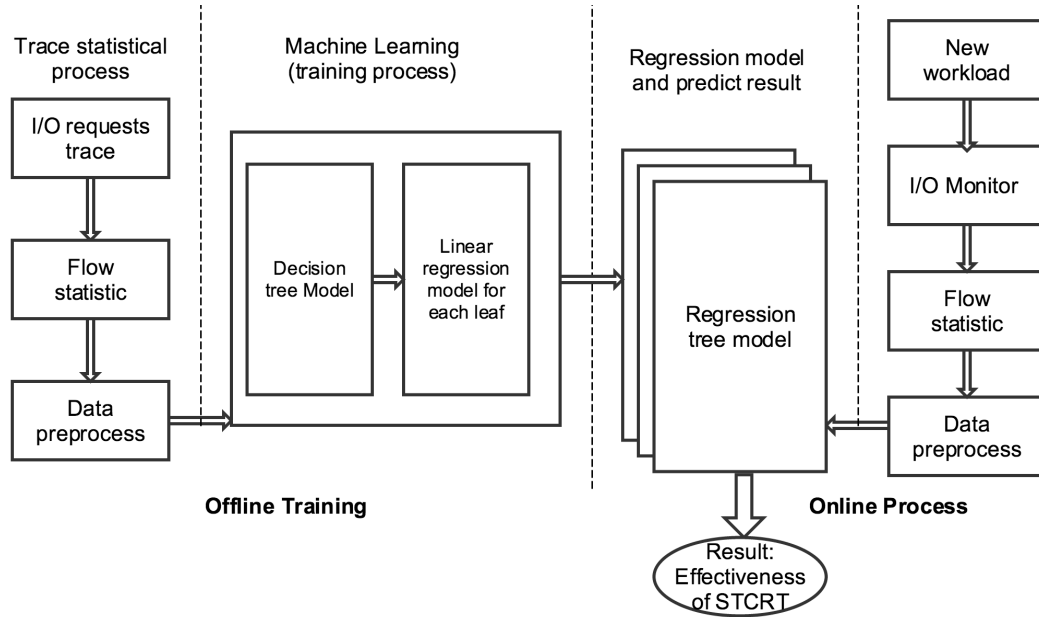 Trace statistical
process
I/O requests
trace
Flow
statistic
Data
preprocess
Machine Learning
(training process)
Decision
tree Model
Linear
regression
model for
each leaf
Offline Training
Regression model
and predict result
Regression
tree model
Result:
Effectiveness
of STCRT
New
workload
I/O Monitor
Flow
statistic
Data
preprocess
Online Process